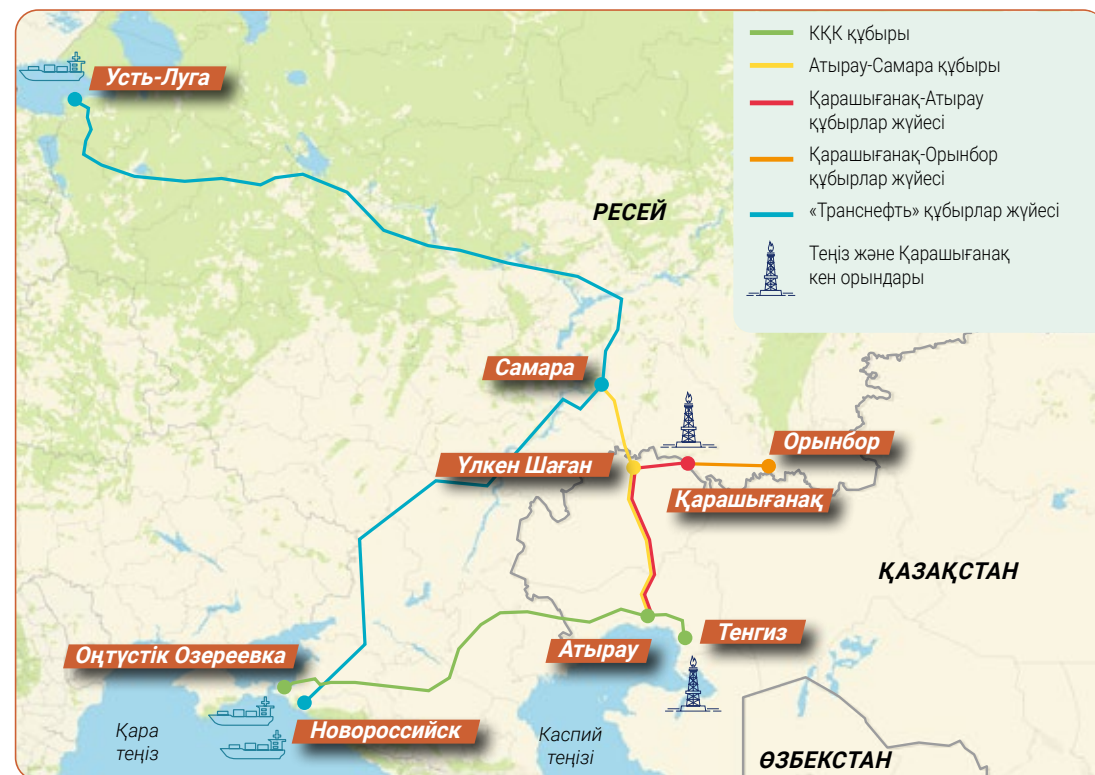 Усть-Луга
КҚК құбыры
Атырау-Самара құбыры
Қарашығанақ-Атырау
құбырлар жүйесі
Қарашығанақ-Орынбор
құбырлар жүйесі
«Транснефть» құбырлар жүйесі
Теңіз және Қарашығанақ
кен орындары
РЕСЕЙ
Самара
Орынбор
Үлкен Шаған
Қарашығанақ
ҚАЗАҚСТАН
Тенгиз
Атырау
Оңтүстік Озереевка
Новороссийск
Қара
теңіз
Каспий
теңізі
ӨЗБЕКСТАН